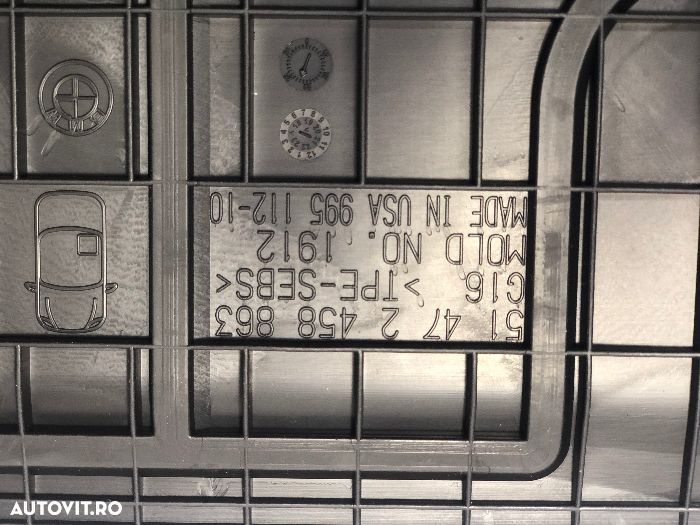 51 47 2 458 863
G16 >TPE-SEBS<
MOLD NO. 1912
MADE IN USA 995 112-10
BMW
AUTOVIT.RO